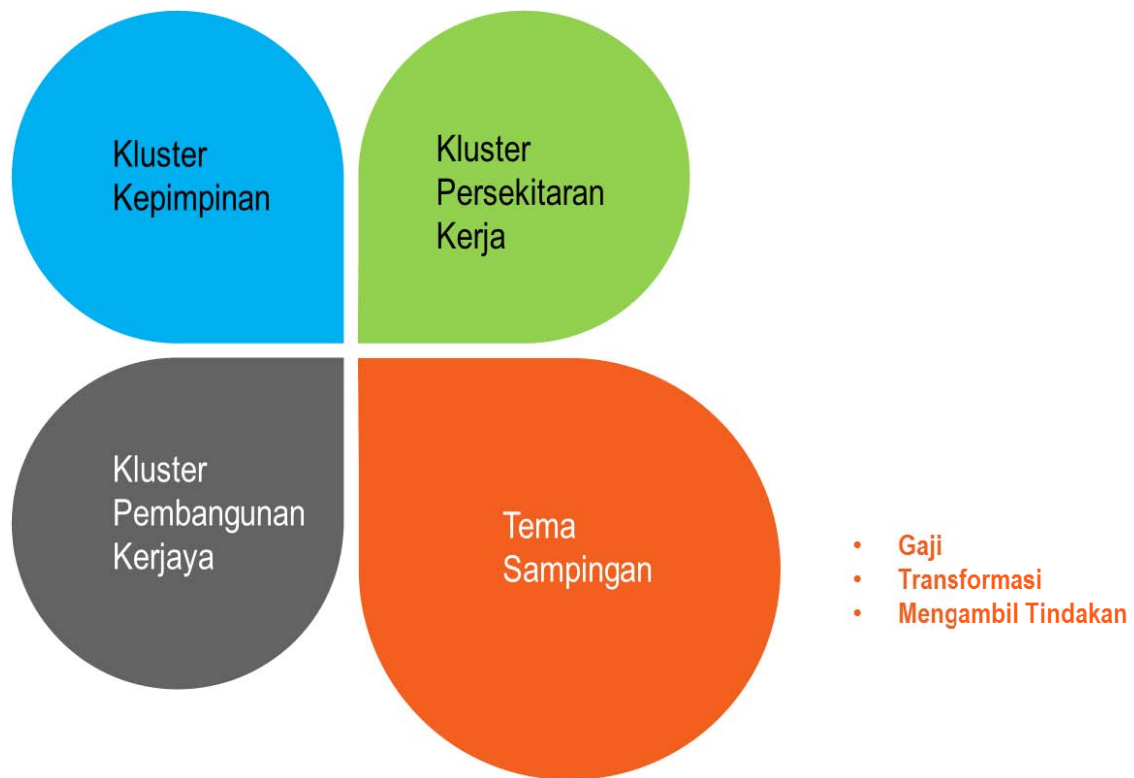 Kluster
Kepimpinan
Kluster
Persekitaran
Kerja
Kluster
Pembangunan
Kerjaya
Tema
Sampingan
• Gaji
• Transformasi
• Mengambil Tindakan